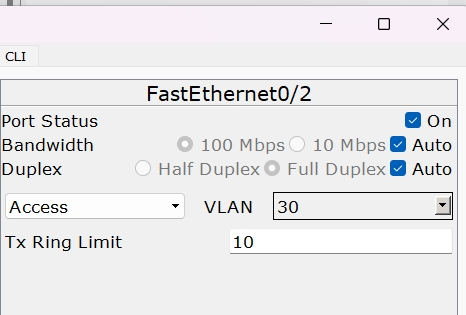 CLI
FastEthernet0/2
Port Status On
Bandwidth 100 Mbps 10 Mbps Auto
Duplex Half Duplex Full Duplex Auto
Access VLAN 30
Tx Ring Limit 10